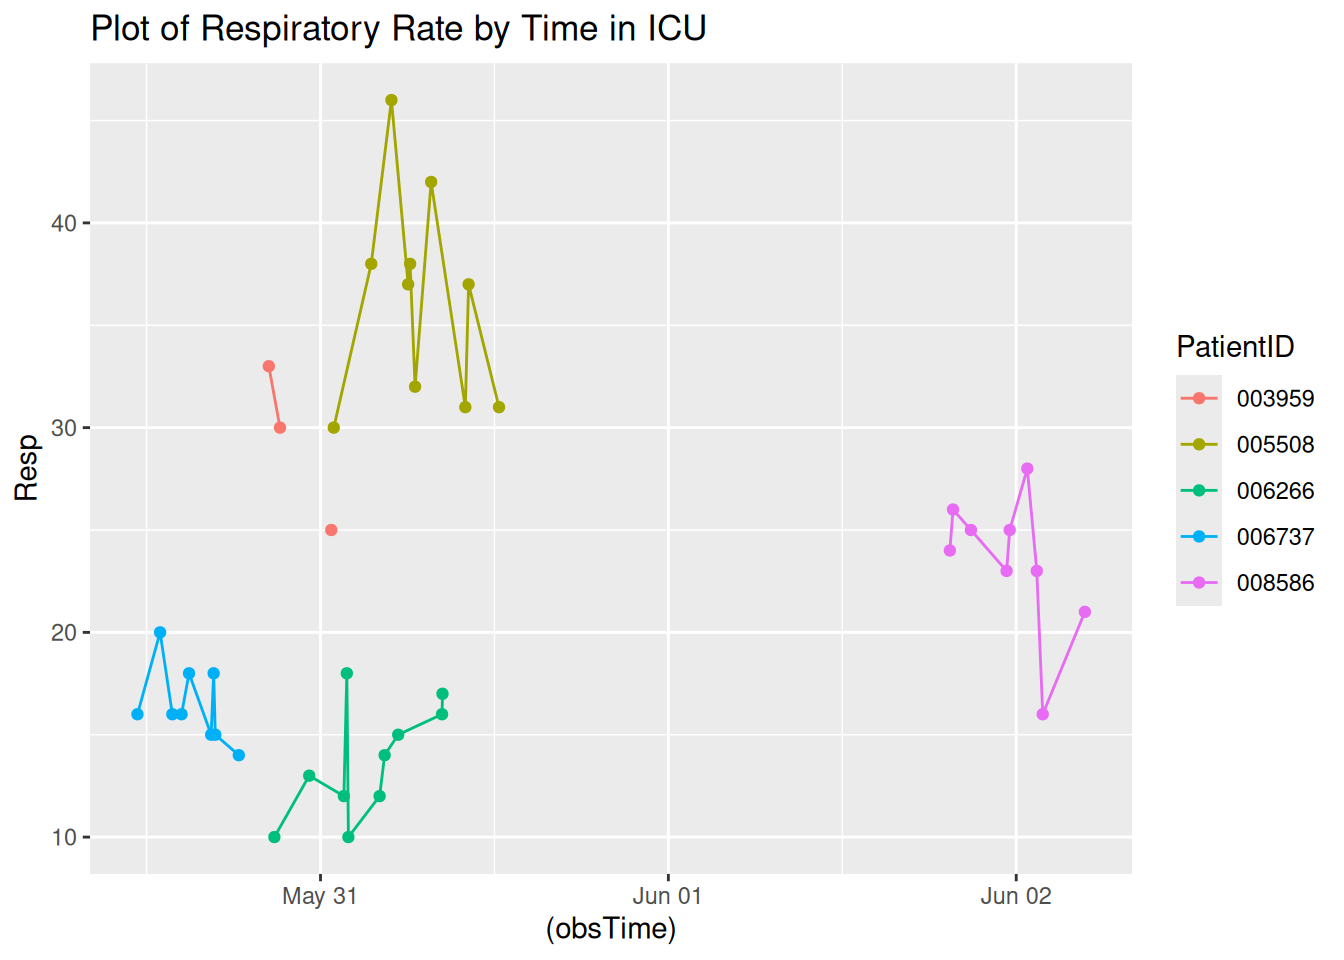 Plot of Respiratory Rate by Time in ICU
Resp
40
30
20
10
May 31
Jun 01
Jun 02
(obsTime)
PatientID
003959
005508
006266
006737
008586